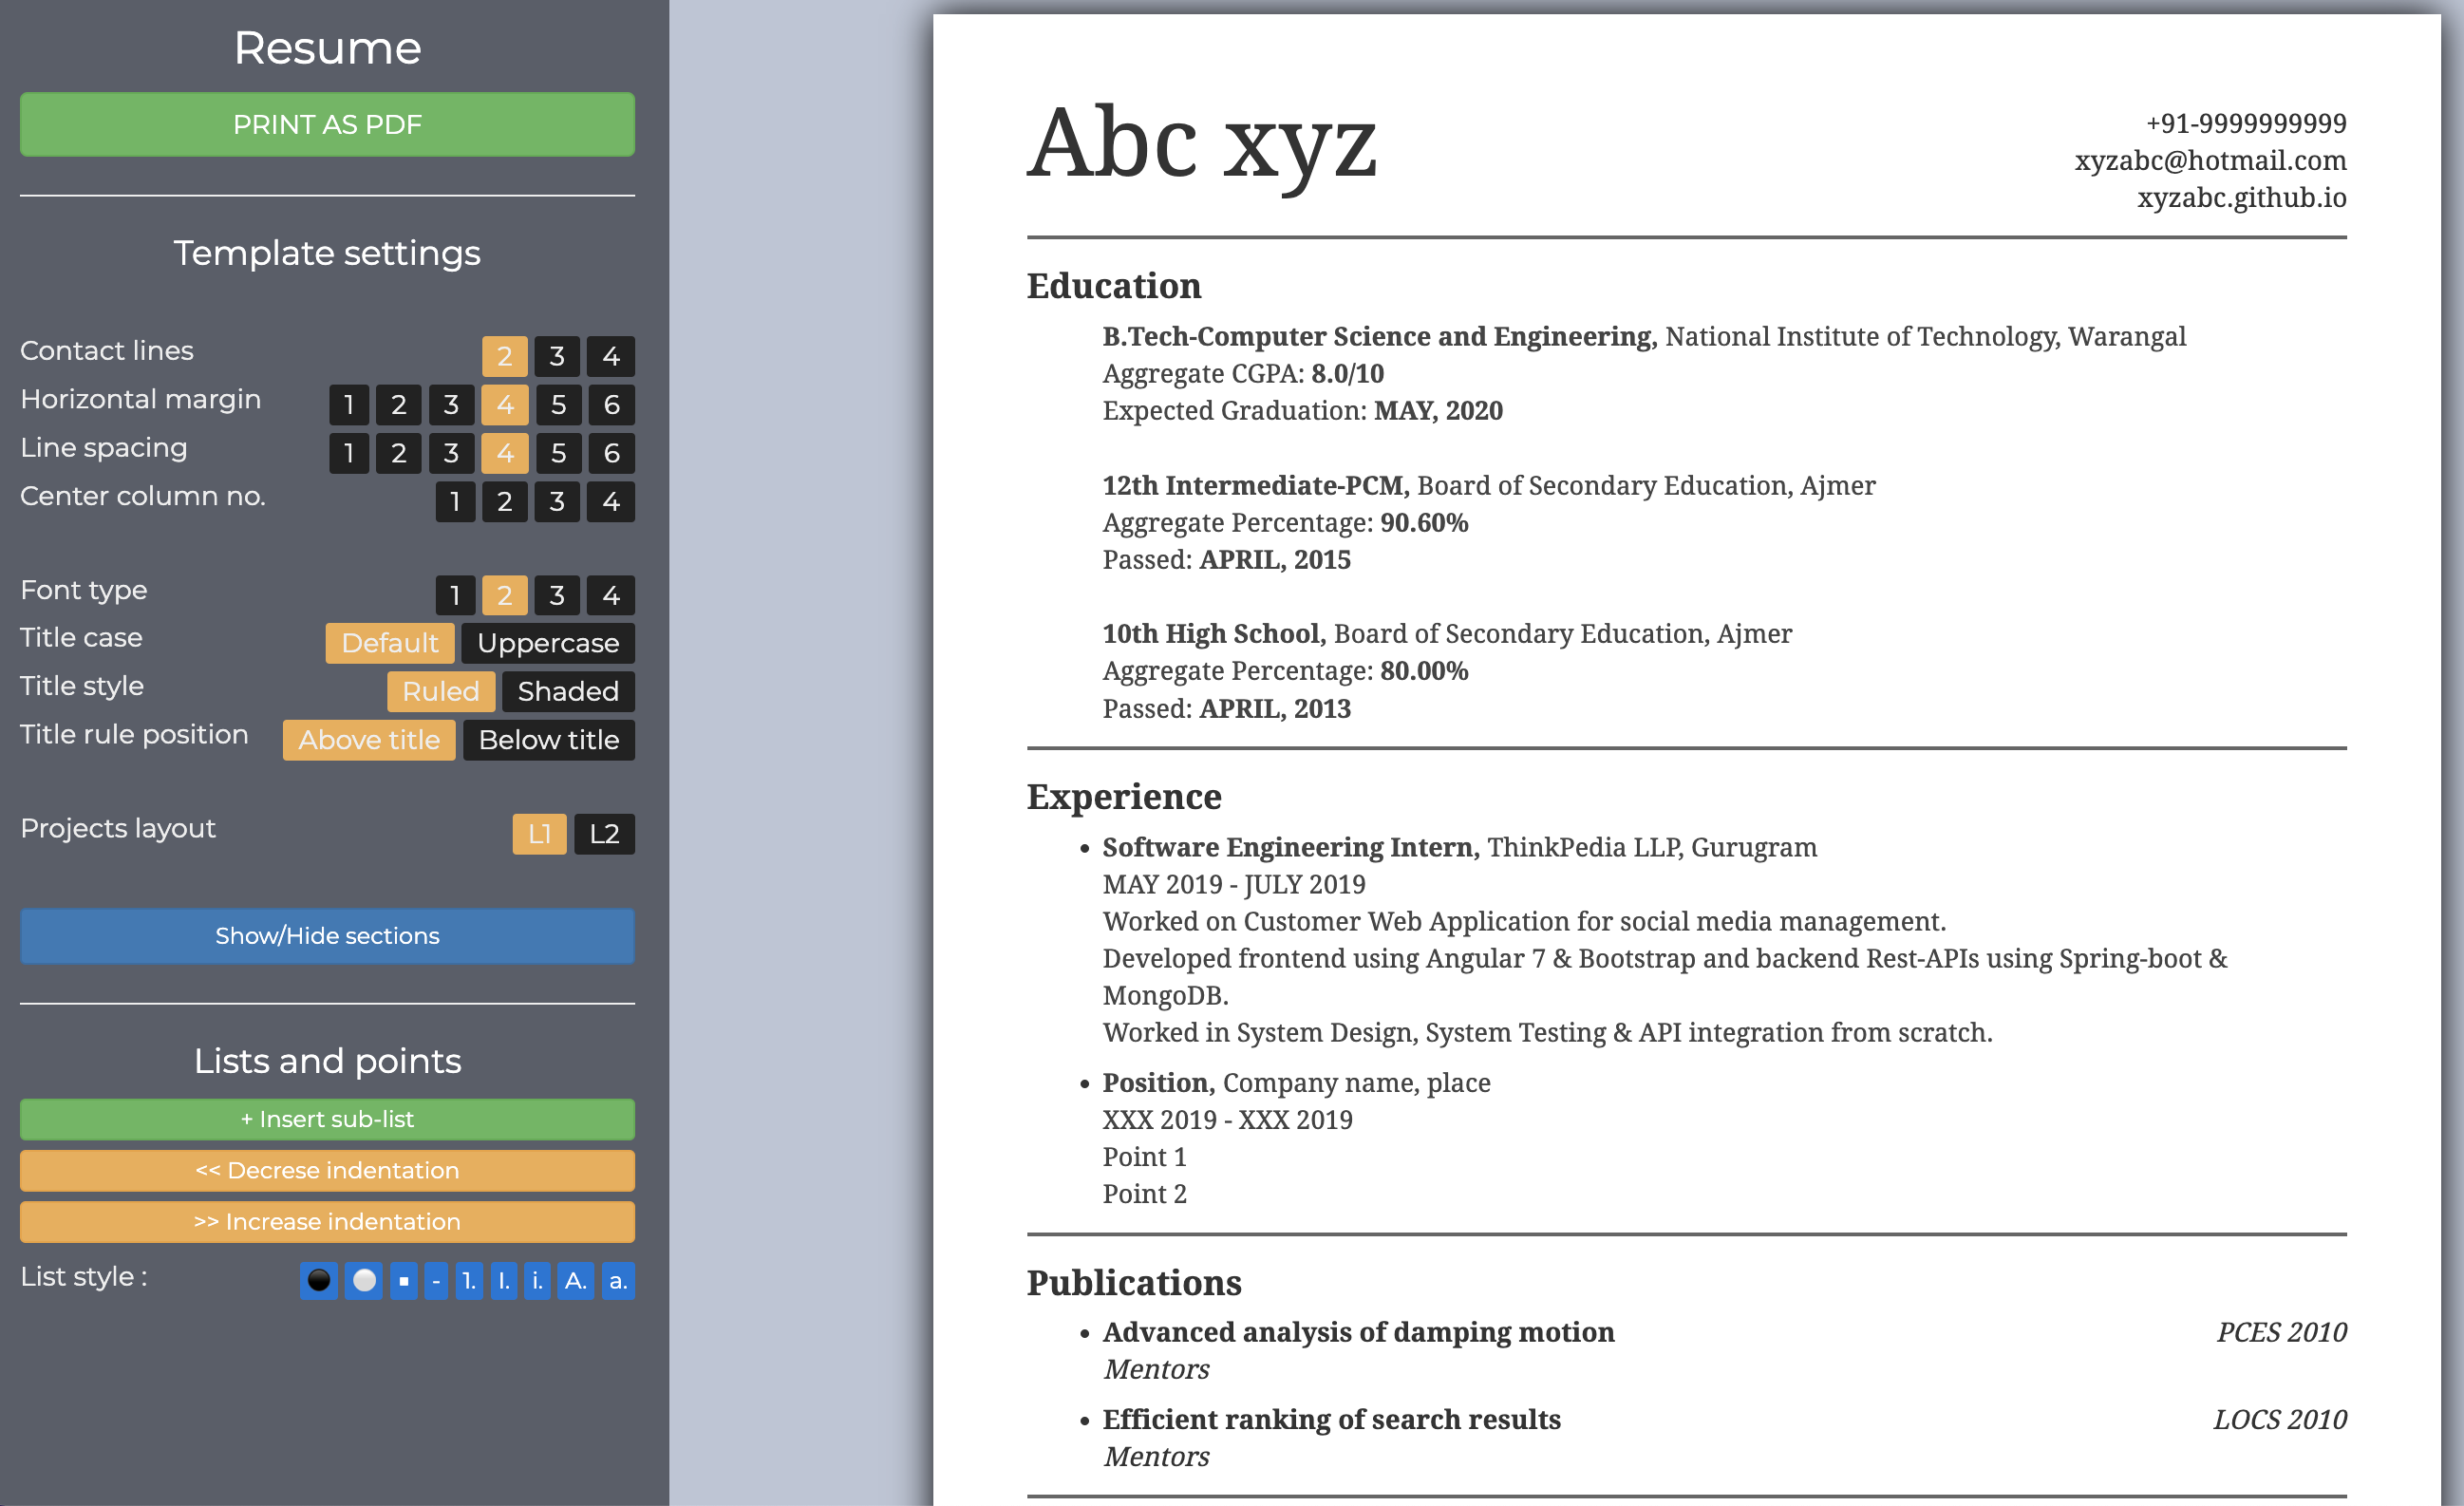 Resume
PRINT AS PDF
Template settings
Contact lines 2 3 4
Horizontal margin 1 2 3 4 5 6
Line spacing 1 2 3 4 5 6
Center column no. 1 2 3 4
Font type 1 2 3 4
Title case Default Uppercase
Title style Ruled Shaded
Title rule position Above title Below title
Projects layout L1 L2
Show/Hide sections
Lists and points
+ Insert sub-list
<< Decrese indentation
>> Increase indentation
List style : ⚫ ⚪ ▪ - 1. I. i. A. a.
Abc xyz
+91-9999999999
xyzabc@hotmail.com
xyzabc.github.io
Education
B.Tech-Computer Science and Engineering, National Institute of Technology, Warangal
Aggregate CGPA: 8.0/10
Expected Graduation: MAY, 2020
12th Intermediate-PCM, Board of Secondary Education, Ajmer
Aggregate Percentage: 90.60%
Passed: APRIL, 2015
10th High School, Board of Secondary Education, Ajmer
Aggregate Percentage: 80.00%
Passed: APRIL, 2013
Experience
• Software Engineering Intern, ThinkPedia LLP, Gurugram
MAY 2019 - JULY 2019
Worked on Customer Web Application for social media management.
Developed frontend using Angular 7 & Bootstrap and backend Rest-APIs using Spring-boot &
MongoDB.
Worked in System Design, System Testing & API integration from scratch.
• Position, Company name, place
XXX 2019 - XXX 2019
Point 1
Point 2
Publications
• Advanced analysis of damping motion PCES 2010
Mentors
• Efficient ranking of search results LOCS 2010
Mentors